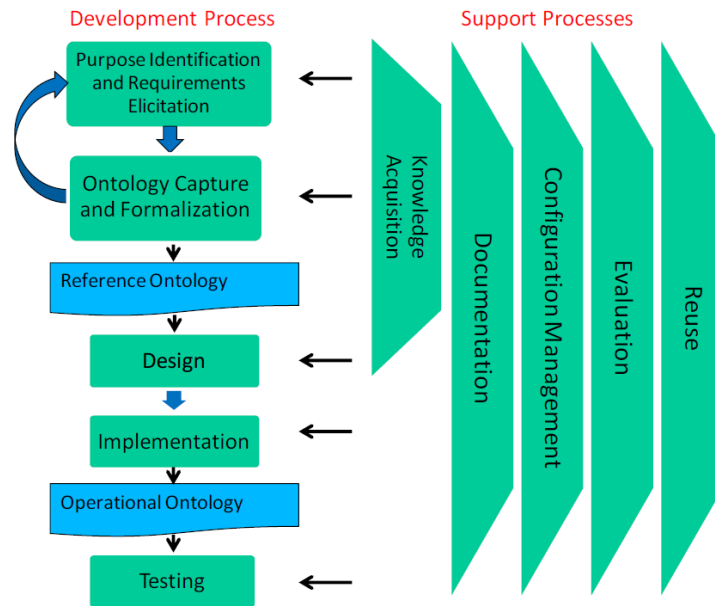 Development Process
Support Processes
Purpose Identification
and Requirements
Elicitation
Ontology Capture
and Formalization
Reference Ontology
Design
Implementation
Operational Ontology
Testing
Knowledge
Acquisition
Documentation
Configuration Management
Evaluation
Reuse